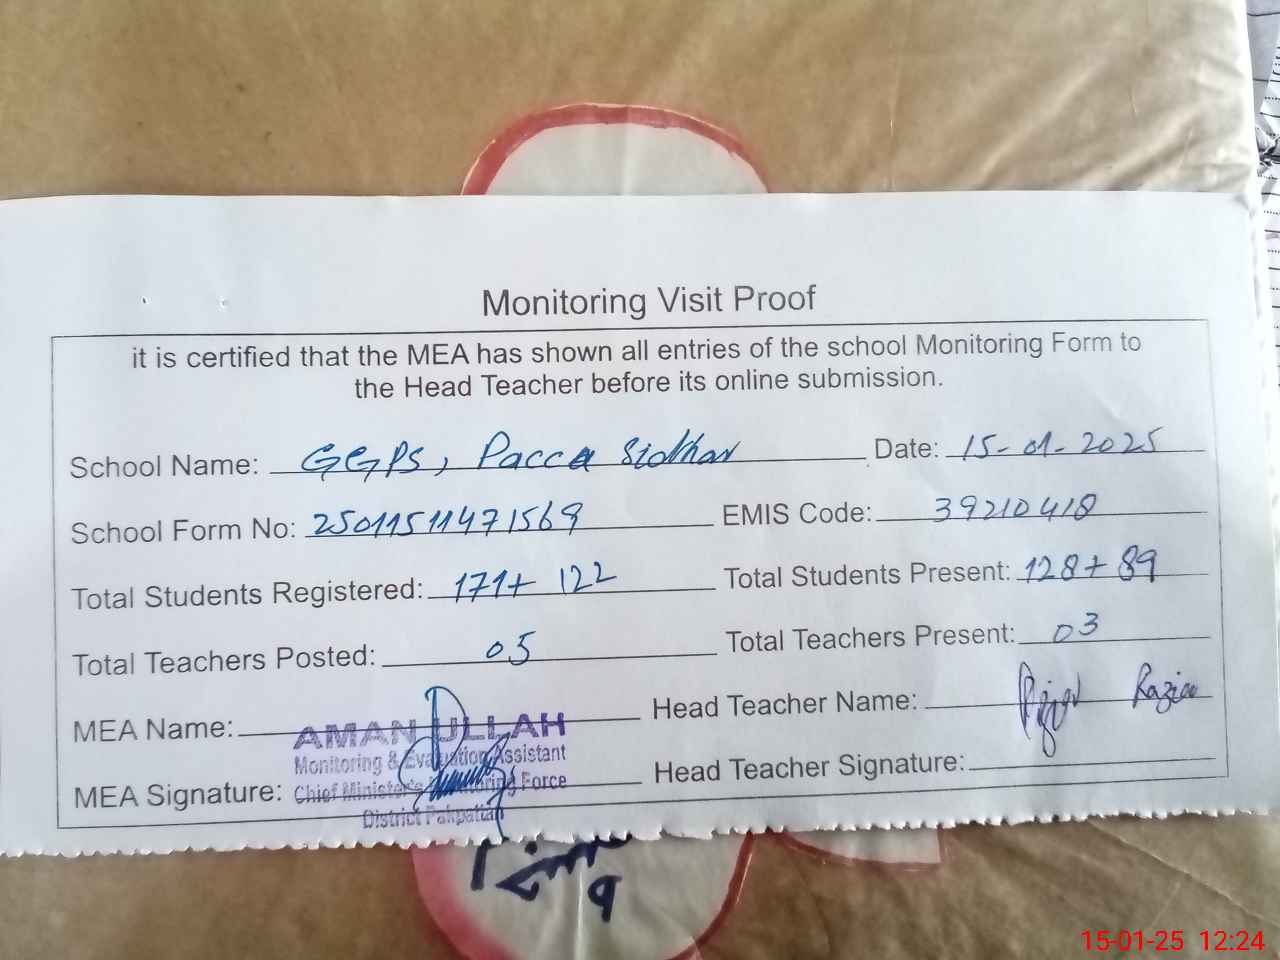 Monitoring Visit Proof
it is certified that the MEA has shown all entries of the school Monitoring Form to
the Head Teacher before its online submission.
School Name: GGPS, Pacca Sidhar Date: 15-01-2025
School Form No: 25011511471569 EMIS Code: 39210418
Total Students Registered: 171+ 122 Total Students Present: 128+ 89
Total Teachers Posted: 05 Total Teachers Present: 03
MEA Name: AMAN ULLAH Head Teacher Name: Razia
Monitoring & Evaluation Assistant
MEA Signature: Chief Minister's Monitoring Force Head Teacher Signature:
District Pakpattan
9
15-01-25 12:24